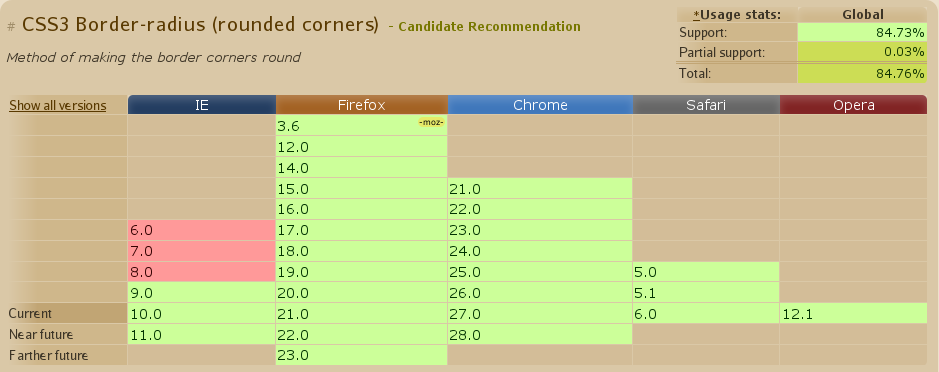 # CSS3 Border-radius (rounded corners) - Candidate Recommendation
*Usage stats: Global
Support: 84.73%
Method of making the border corners round
Partial support: 0.03%
Total: 84.76%
Show all versions IE Firefox Chrome Safari Opera
3.6 -moz-
12.0
14.0
15.0 21.0
16.0 22.0
6.0 17.0 23.0
7.0 18.0 24.0
8.0 19.0 25.0 5.0
9.0 20.0 26.0 5.1
Current 10.0 21.0 27.0 6.0 12.1
Near future 11.0 22.0 28.0
Farther future 23.0